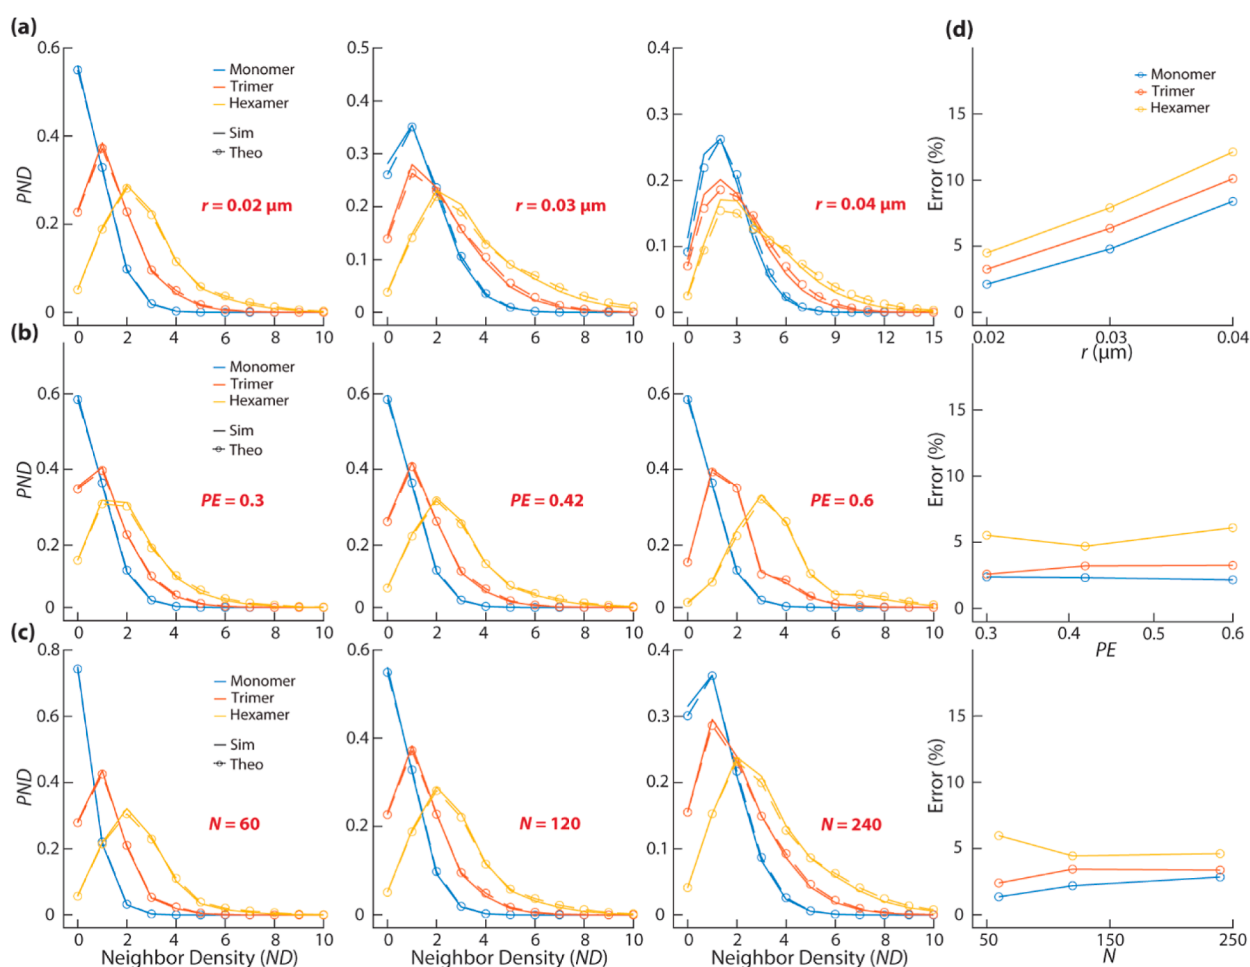 (a)
(d)
0.6
0.5
0.4
Monomer
Trimer
Hexamer
Sim
Theo
0.4
0.4
0.3
15
Monomer
Trimer
Hexamer
PND
0.3
0.2
Error (%)
10
0.2
r = 0.02 μm
0.2
r = 0.03 μm
r = 0.04 μm
0.1
0.1
5
0
0
0
0
0 2 4 6 8 10
0 2 4 6 8 10
0 3 6 9 12 15
0.02 0.03 0.04
r (μm)
(b)
Monomer
Trimer
Hexamer
Sim
Theo
0.6
0.6
0.6
15
PND
0.4
0.4
0.4
Error (%)
10
PE = 0.3
PE = 0.42
PE = 0.6
0.2
0.2
0.2
5
0
0
0
0
0 2 4 6 8 10
0 2 4 6 8 10
0 2 4 6 8 10
0.3 0.4 0.5 0.6
PE
(c)
0.8
0.6
0.4
Monomer
Trimer
Hexamer
Sim
Theo
0.6
0.4
0.3
15
PND
0.4
0.2
Error (%)
10
N = 60
0.2
N = 120
N = 240
0.2
0.1
5
0
0
0
0
0 2 4 6 8 10
0 2 4 6 8 10
0 2 4 6 8 10
50 150 250
Neighbor Density (ND)
Neighbor Density (ND)
Neighbor Density (ND)
N